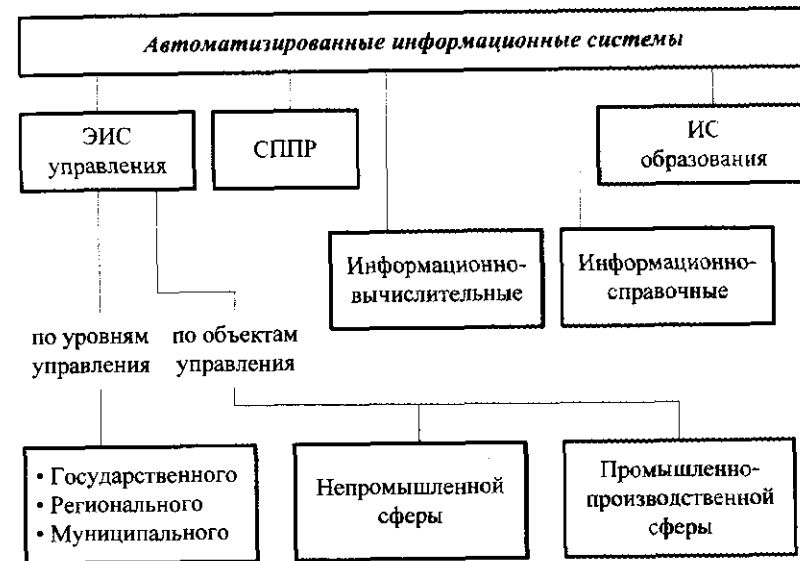 Автоматизированные информационные системы
ЭИС
управления
СППР
ИС
образования
Информационно-
вычислительные
Информационно-
справочные
по уровням
управления
по объектам
управления
• Государственного
• Регионального
• Муниципального
Непромышленной
сферы
Промышленно-
производственной
сферы